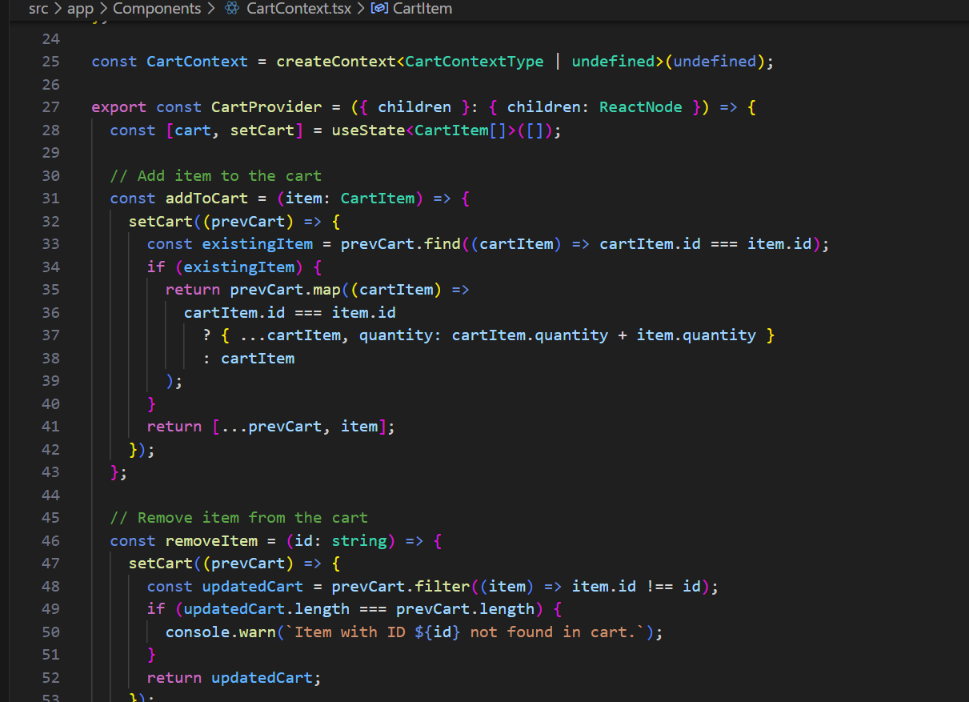 src > app > Components > CartContext.tsx > CartItem
24
25 const CartContext = createContext<CartContextType | undefined>(undefined);
26
27 export const CartProvider = ({ children }: { children: ReactNode }) => {
28   const [cart, setCart] = useState<CartItem[]>([]);
29
30   // Add item to the cart
31   const addToCart = (item: CartItem) => {
32     setCart((prevCart) => {
33       const existingItem = prevCart.find((cartItem) => cartItem.id === item.id);
34       if (existingItem) {
35         return prevCart.map((cartItem) =>
36           cartItem.id === item.id
37             ? { ...cartItem, quantity: cartItem.quantity + item.quantity }
38             : cartItem
39         );
40       }
41       return [...prevCart, item];
42     });
43   };
44
45   // Remove item from the cart
46   const removeItem = (id: string) => {
47     setCart((prevCart) => {
48       const updatedCart = prevCart.filter((item) => item.id !== id);
49       if (updatedCart.length === prevCart.length) {
50         console.warn(`Item with ID ${id} not found in cart.`);
51       }
52       return updatedCart;
53     });